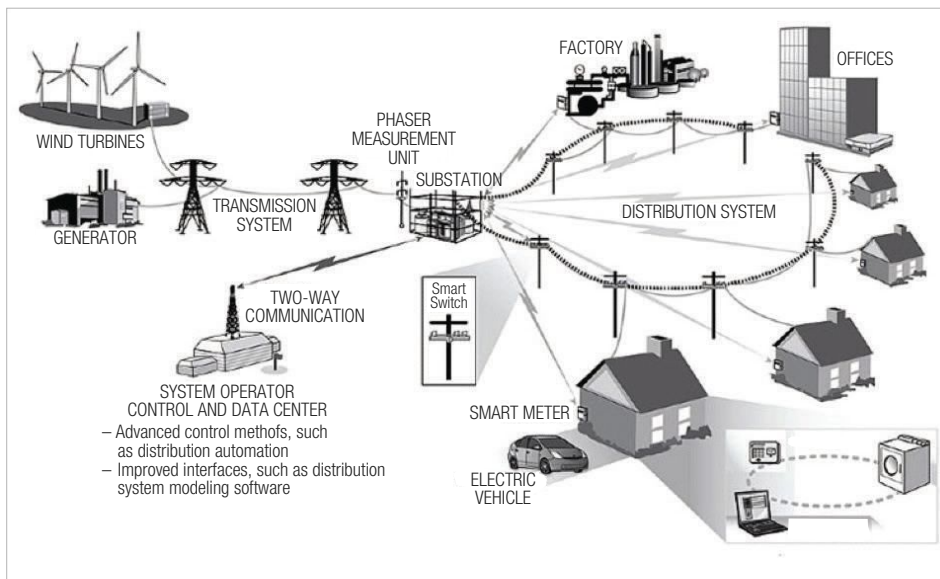 WIND TURBINES
GENERATOR
TRANSMISSION
SYSTEM
PHASER
MEASUREMENT
UNIT
SUBSTATION
FACTORY
OFFICES
DISTRIBUTION SYSTEM
TWO-WAY
COMMUNICATION
SYSTEM OPERATOR
CONTROL AND DATA CENTER
– Advanced control methofs, such
as distribution automation
– Improved interfaces, such as distribution
system modeling software
Smart
Switch
SMART METER
ELECTRIC
VEHICLE